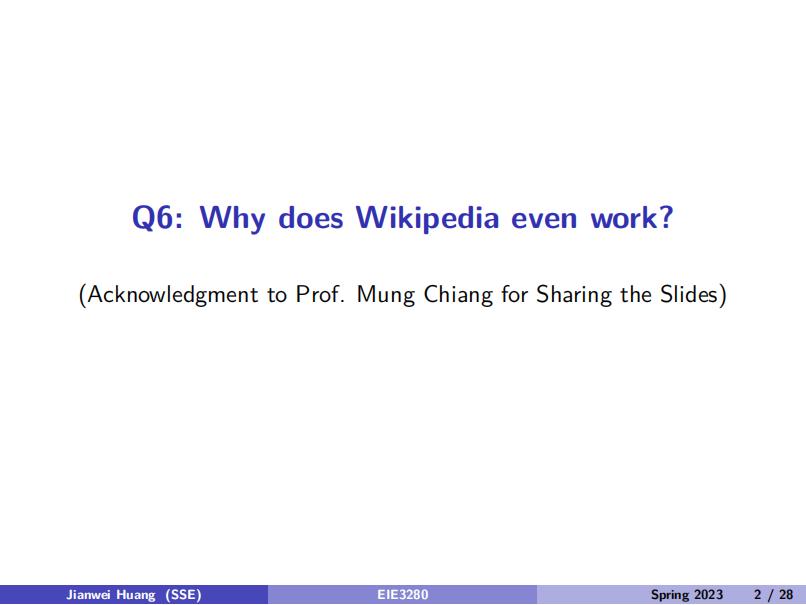 Q6: Why does Wikipedia even work?
(Acknowledgment to Prof. Mung Chiang for Sharing the Slides)
Jianwei Huang (SSE) EIE3280 Spring 2023 2 / 28